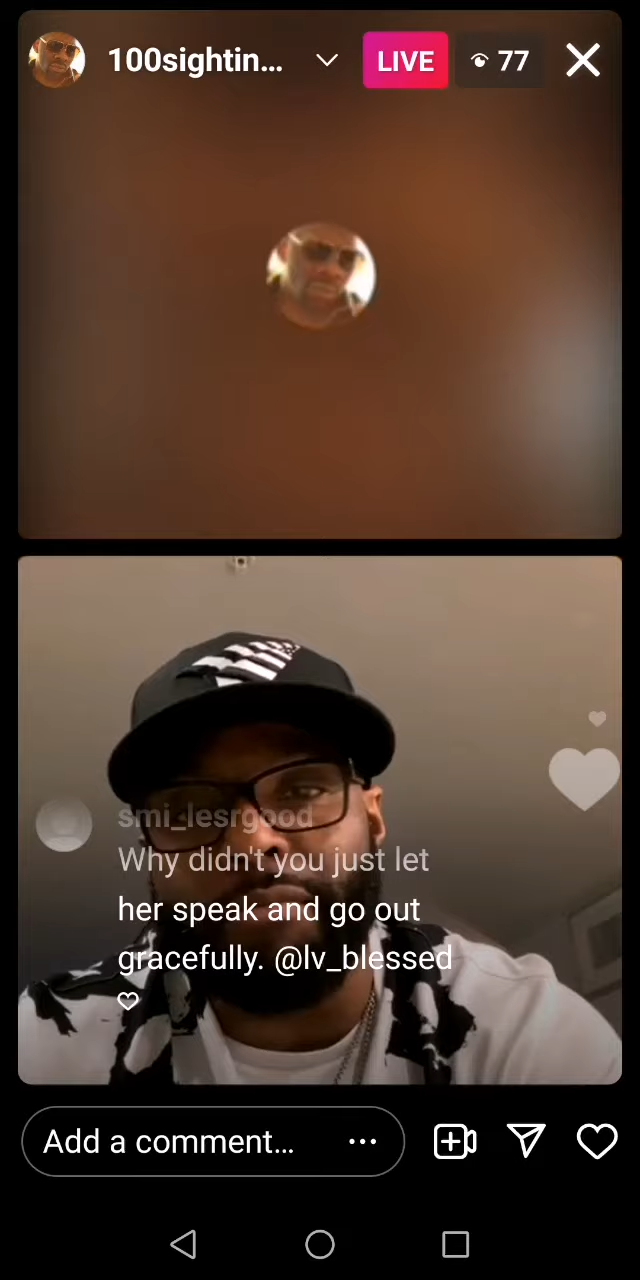 100sightin...
LIVE
77
smi_lesrgood
Why didn't you just let
her speak and go out
gracefully. @lv_blessed
Add a comment...